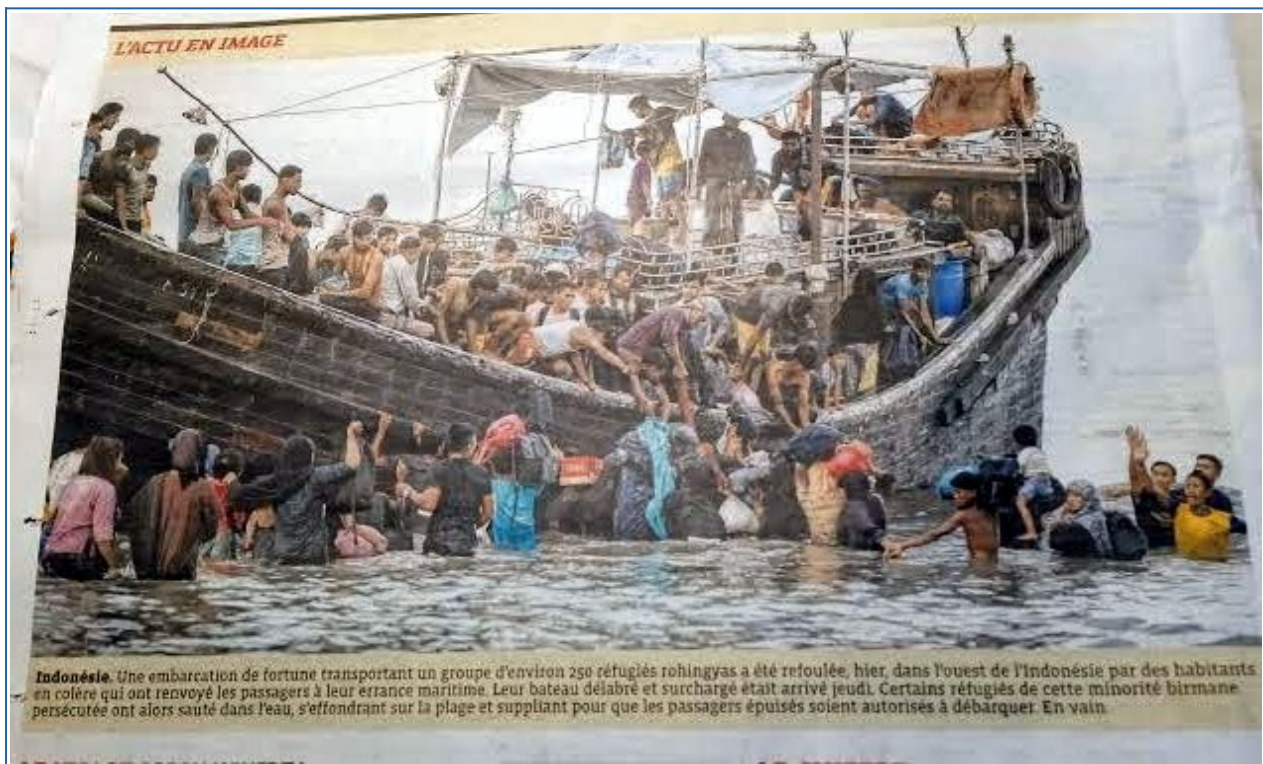 L'ACTU EN IMAGE
Indonésie. Une embarcation de fortune transportant un groupe d'environ 250 réfugiés rohingyas a été refoulée, hier, dans l'ouest de l'Indonésie par des habitants
en colère qui ont renvoyé les passagers à leur errance maritime. Leur bateau délabré et surchargé était arrivé jeudi. Certains réfugiés de cette minorité birmane
persécutée ont alors sauté dans l'eau, s'effondrant sur la plage et suppliant pour que les passagers épuisés soient autorisés à débarquer. En vain.